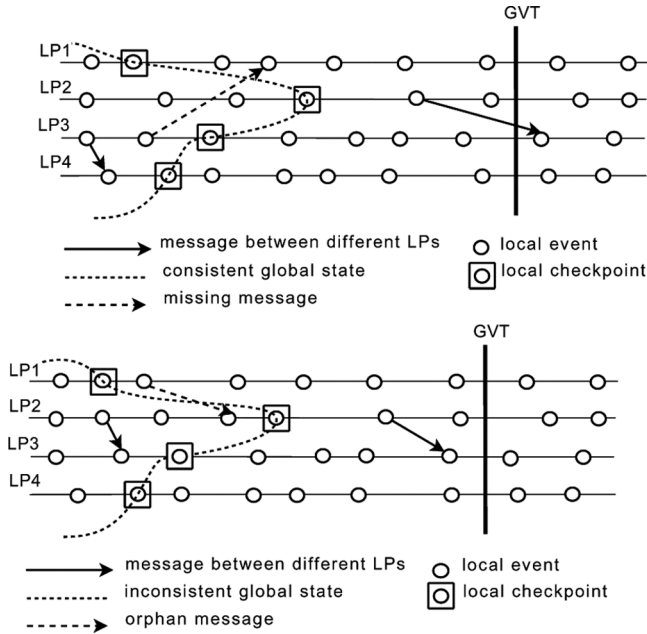 GVT
LP1
LP2
LP3
LP4
message between different LPs
local event
consistent global state
local checkpoint
missing message
GVT
LP1
LP2
LP3
LP4
message between different LPs
local event
inconsistent global state
local checkpoint
orphan message